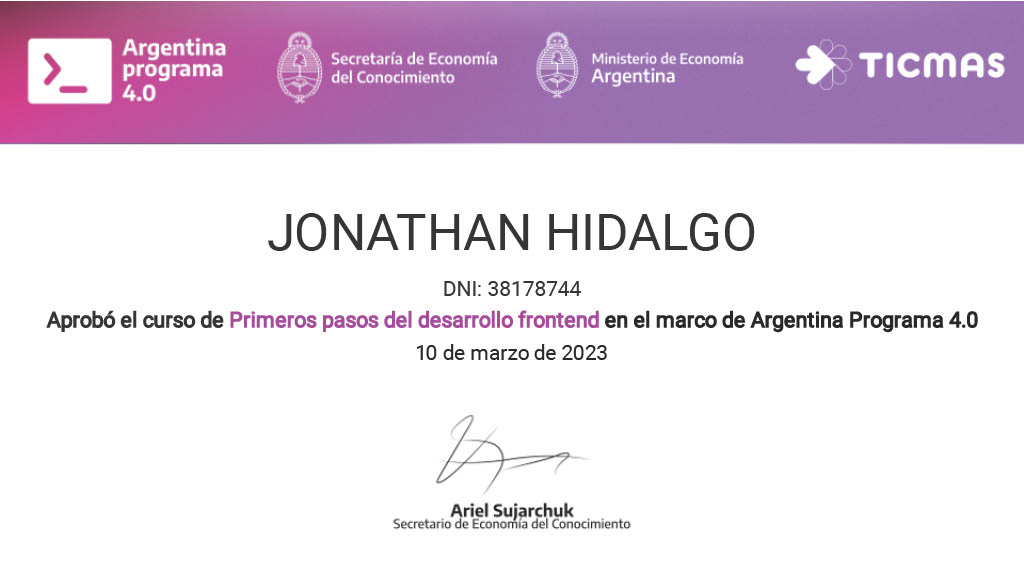 Argentina
programa
4.0
Secretaría de Economía
del Conocimiento
Ministerio de Economía
Argentina
TICMAS
JONATHAN HIDALGO
DNI: 38178744
Aprobó el curso de Primeros pasos del desarrollo frontend en el marco de Argentina Programa 4.0
10 de marzo de 2023
Ariel Sujarchuk
Secretario de Economía del Conocimiento